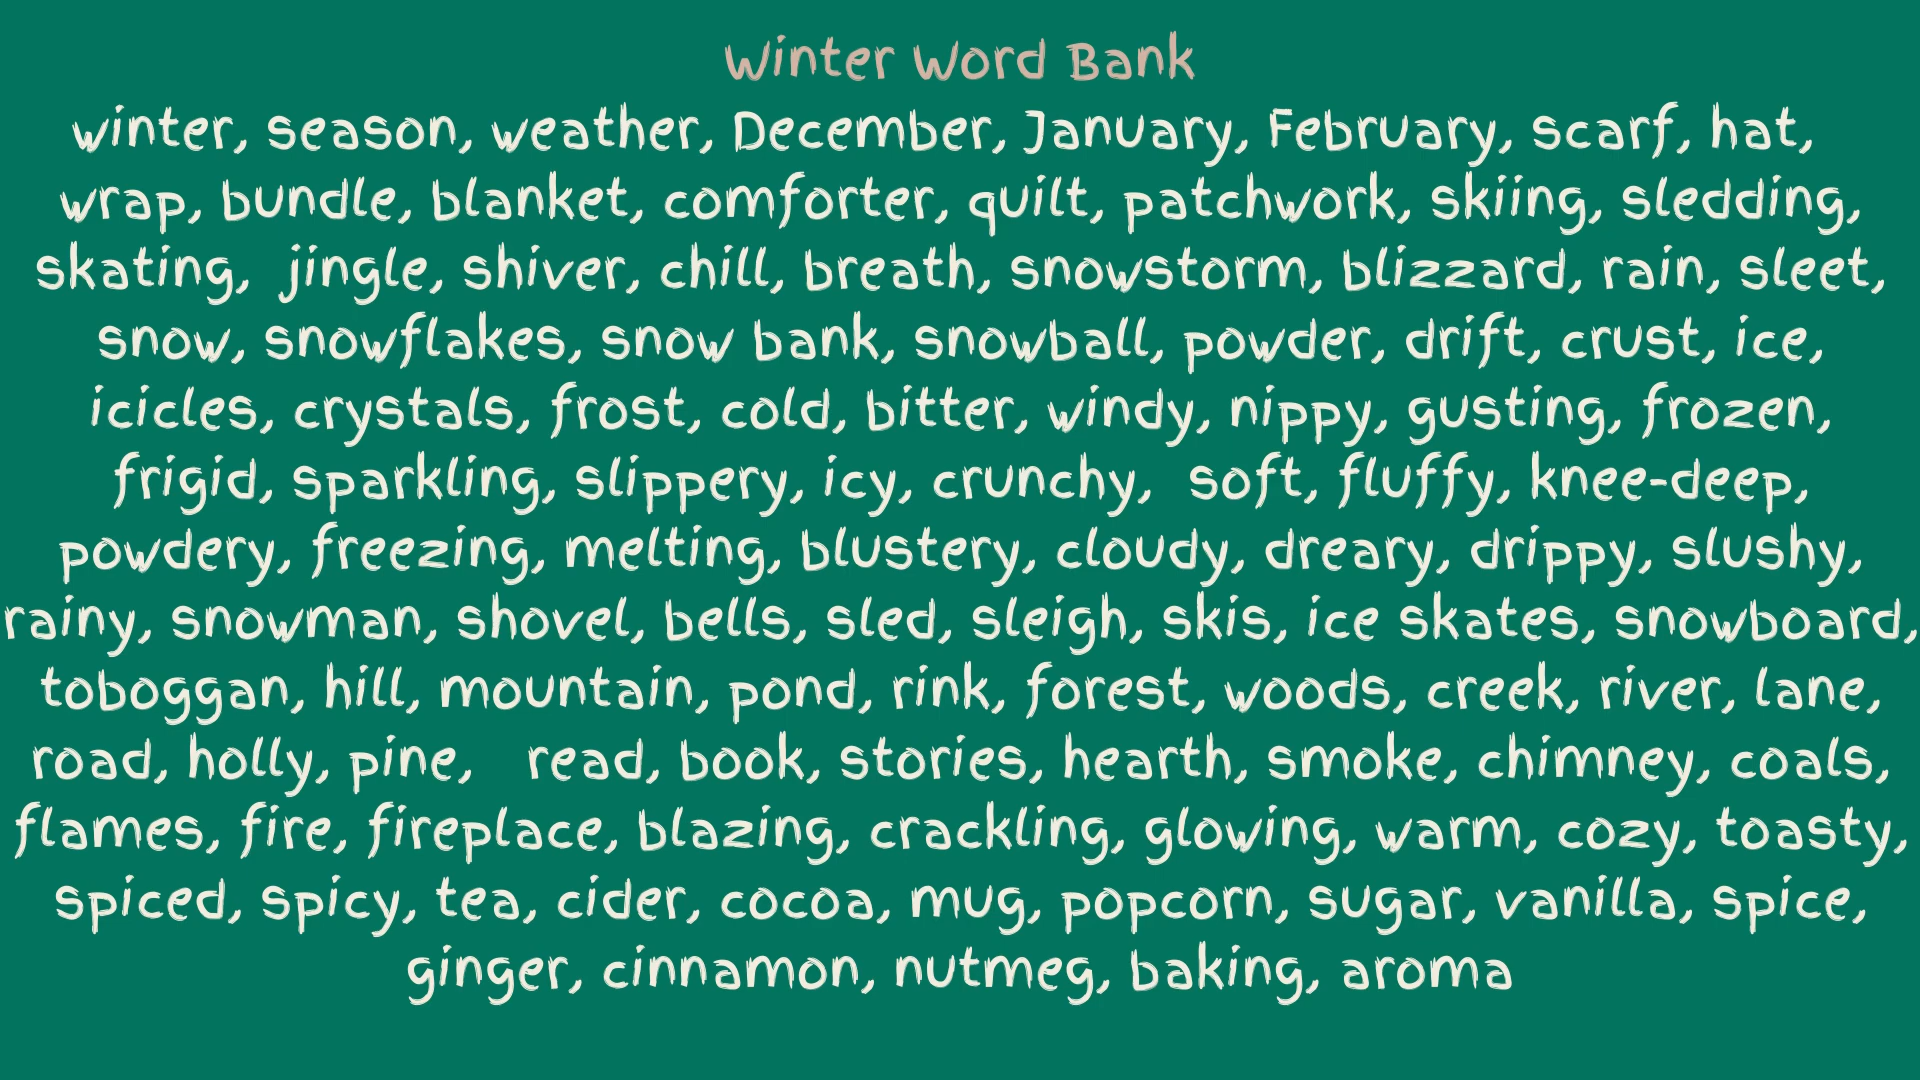 Winter Word Bank
winter, season, weather, December, January, February, scarf, hat,
wrap, bundle, blanket, comforter, quilt, patchwork, skiing, sledding,
skating, jingle, shiver, chill, breath, snowstorm, blizzard, rain, sleet,
snow, snowflakes, snow bank, snowball, powder, drift, crust, ice,
icicles, crystals, frost, cold, bitter, windy, nippy, gusting, frozen,
frigid, sparkling, slippery, icy, crunchy, soft, fluffy, knee-deep,
powdery, freezing, melting, blustery, cloudy, dreary, drippy, slushy,
rainy, snowman, shovel, bells, sled, sleigh, skis, ice skates, snowboard,
toboggan, hill, mountain, pond, rink, forest, woods, creek, river, lane,
road, holly, pine, read, book, stories, hearth, smoke, chimney, coals,
flames, fire, fireplace, blazing, crackling, glowing, warm, cozy, toasty,
spiced, spicy, tea, cider, cocoa, mug, popcorn, sugar, vanilla, spice,
ginger, cinnamon, nutmeg, baking, aroma